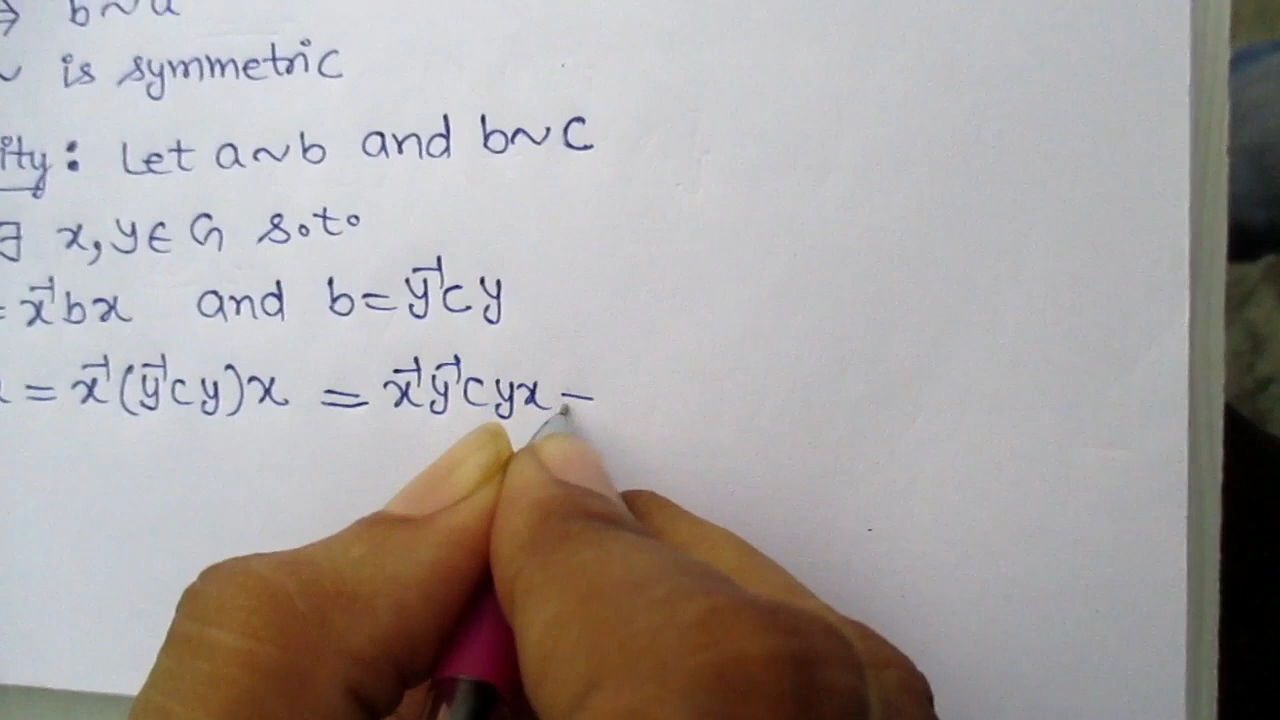 ⇒ b~a
~ is symmetric
ity: Let a~b and b~c
∃ x, y ∈ G s.t.
= x⁻¹bx and b = y⁻¹cy
= x⁻¹(y⁻¹cy)x = x⁻¹y⁻¹cyx =